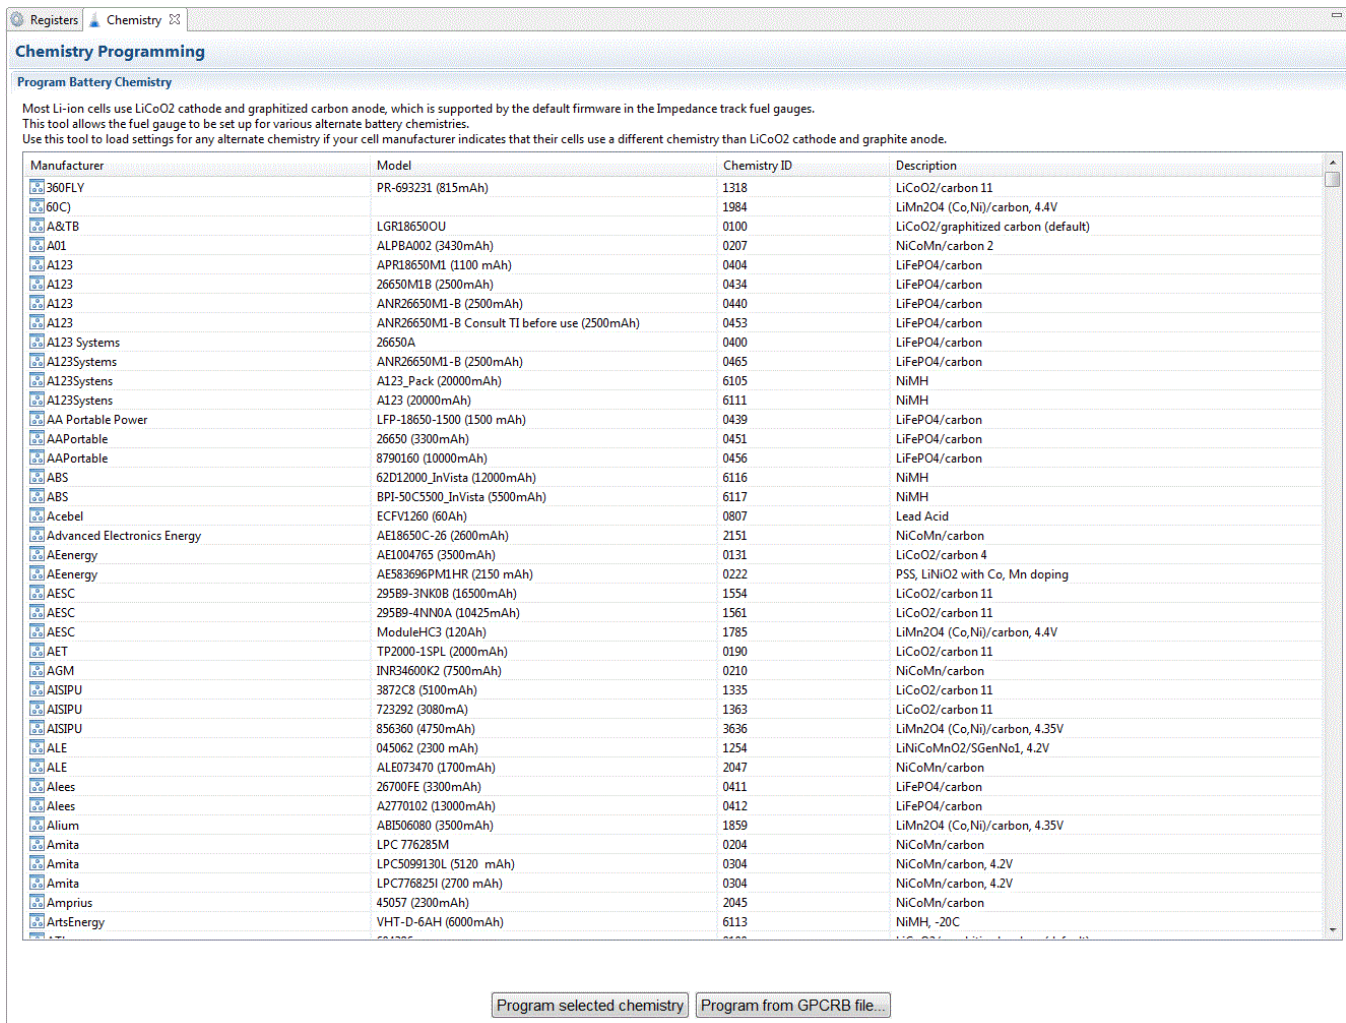 Registers Chemistry
Chemistry Programming
Program Battery Chemistry
Most Li-ion cells use LiCoO2 cathode and graphitized carbon anode, which is supported by the default firmware in the Impedance track fuel gauges.
This tool allows the fuel gauge to be set up for various alternate battery chemistries.
Use this tool to load settings for any alternate chemistry if your cell manufacturer indicates that their cells use a different chemistry than LiCoO2 cathode and graphite anode.
Manufacturer Model Chemistry ID Description
360FLY PR-693231 (815mAh) 1318 LiCoO2/carbon 11
60C) 1984 LiMn2O4 (Co,Ni)/carbon, 4.4V
A&TB LGR18650OU 0100 LiCoO2/graphitized carbon (default)
A01 ALPBA002 (3430mAh) 0207 NiCoMn/carbon 2
A123 APR18650M1 (1100 mAh) 0404 LiFePO4/carbon
A123 26650M1B (2500mAh) 0434 LiFePO4/carbon
A123 ANR26650M1-B (2500mAh) 0440 LiFePO4/carbon
A123 ANR26650M1-B Consult TI before use (2500mAh) 0453 LiFePO4/carbon
A123 Systems 26650A 0400 LiFePO4/carbon
A123Systems ANR26650M1-B (2500mAh) 0465 LiFePO4/carbon
A123Systens A123_Pack (20000mAh) 6105 NiMH
A123Systens A123 (20000mAh) 6111 NiMH
AA Portable Power LFP-18650-1500 (1500 mAh) 0439 LiFePO4/carbon
AAPortable 26650 (3300mAh) 0451 LiFePO4/carbon
AAPortable 8790160 (10000mAh) 0456 LiFePO4/carbon
ABS 62D12000_InVista (12000mAh) 6116 NiMH
ABS BPI-50C5500_InVista (5500mAh) 6117 NiMH
Acebel ECFV1260 (60Ah) 0807 Lead Acid
Advanced Electronics Energy AE18650C-26 (2600mAh) 2151 NiCoMn/carbon
AEenergy AE1004765 (3500mAh) 0131 LiCoO2/carbon 4
AEenergy AE583696PM1HR (2150 mAh) 0222 PSS, LiNiO2 with Co, Mn doping
AESC 295B9-3NK0B (16500mAh) 1554 LiCoO2/carbon 11
AESC 295B9-4NN0A (10425mAh) 1561 LiCoO2/carbon 11
AESC ModuleHC3 (120Ah) 1785 LiMn2O4 (Co,Ni)/carbon, 4.4V
AET TP2000-1SPL (2000mAh) 0190 LiCoO2/carbon 11
AGM INR34600K2 (7500mAh) 0210 NiCoMn/carbon
AISIPU 3872C8 (5100mAh) 1335 LiCoO2/carbon 11
AISIPU 723292 (3080mA) 1363 LiCoO2/carbon 11
AISIPU 856360 (4750mAh) 3636 LiMn2O4 (Co,Ni)/carbon, 4.35V
ALE 045062 (2300 mAh) 1254 LiNiCoMnO2/SGenNo1, 4.2V
ALE ALE073470 (1700mAh) 2047 NiCoMn/carbon
Alees 26700FE (3300mAh) 0411 LiFePO4/carbon
Alees A2770102 (13000mAh) 0412 LiFePO4/carbon
Alium ABI506080 (3500mAh) 1859 LiMn2O4 (Co,Ni)/carbon, 4.35V
Amita LPC 776285M 0204 NiCoMn/carbon
Amita LPC5099130L (5120 mAh) 0304 NiCoMn/carbon, 4.2V
Amita LPC776825I (2700 mAh) 0304 NiCoMn/carbon, 4.2V
Amprius 45057 (2300mAh) 2045 NiCoMn/carbon
ArtsEnergy VHT-D-6AH (6000mAh) 6113 NiMH, -20C
Program selected chemistry Program from GPCRB file...